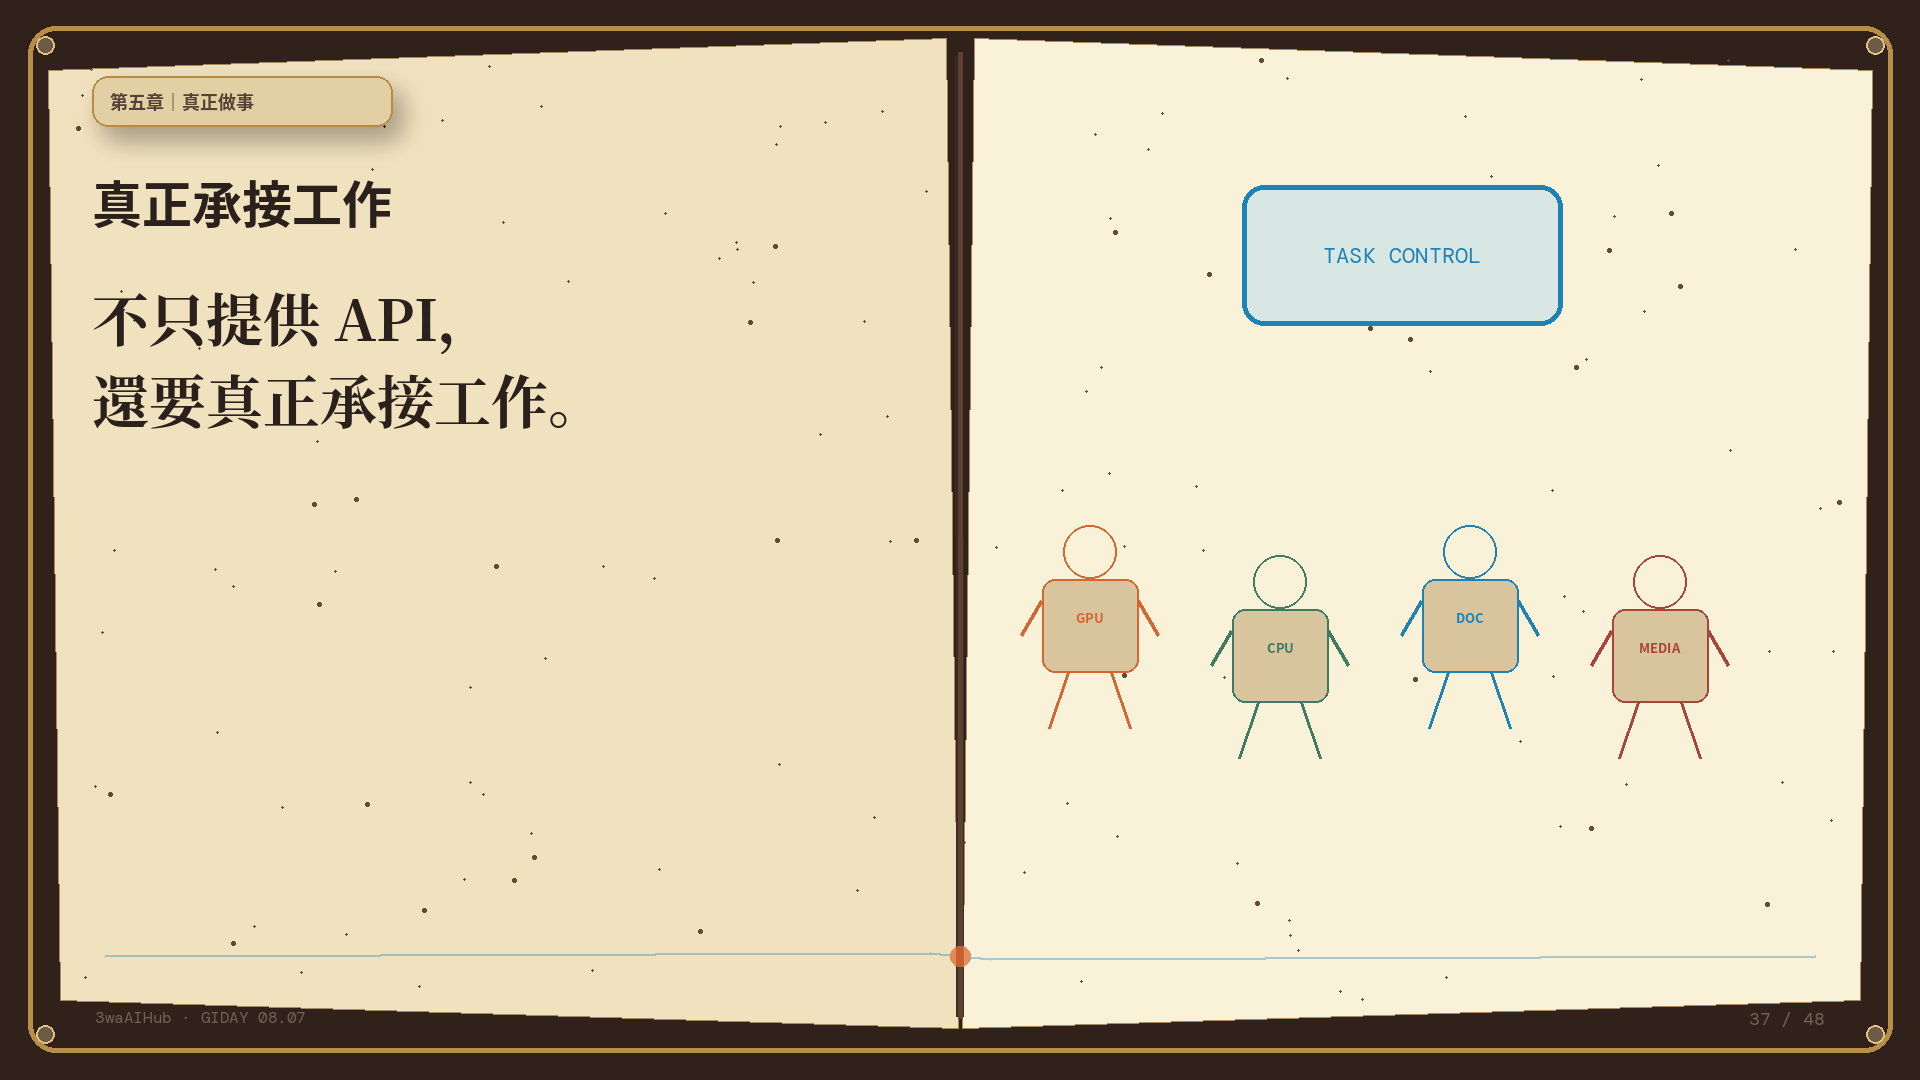 第五章｜真正做事
真正承接工作
不只提供 API,
還要真正承接工作。
TASK CONTROL
GPU
CPU
DOC
MEDIA
3waAIHub · GIDAY 08.07
37 / 48